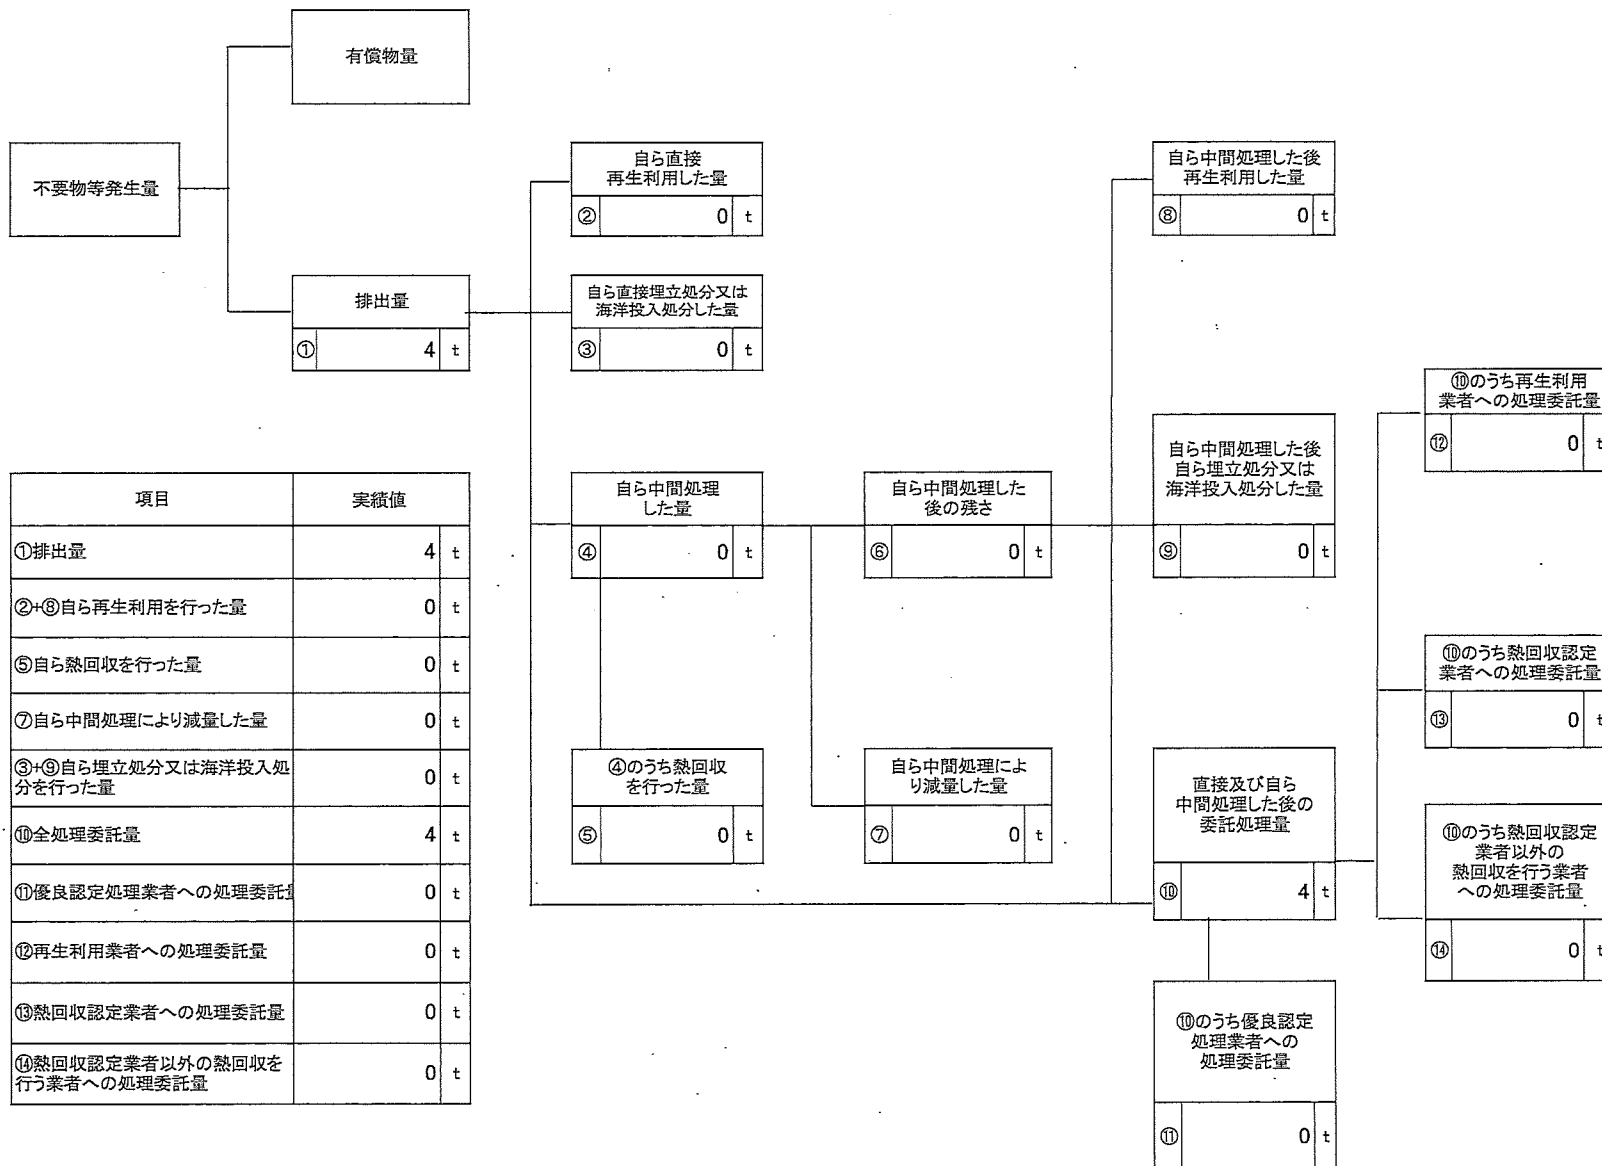 有償物量
不要物等発生量
排出量
① 4 t
自ら直接
再生利用した量
② 0 t
自ら直接埋立処分又は
海洋投入処分した量
③ 0 t
自ら中間処理
した量
④ 0 t
④のうち熱回収
を行った量
⑤ 0 t
自ら中間処理した
後の残さ
⑥ 0 t
自ら中間処理によ
り減量した量
⑦ 0 t
自ら中間処理した後
再生利用した量
⑧ 0 t
自ら中間処理した後
自ら埋立処分又は
海洋投入処分した量
⑨ 0 t
直接及び自ら
中間処理した後の
委託処理量
⑩ 4 t
⑩のうち優良認定
処理業者への
処理委託量
⑪ 0 t
⑩のうち再生利用
業者への処理委託量
⑫ 0 t
⑩のうち熱回収認定
業者への処理委託量
⑬ 0 t
⑩のうち熱回収認定
業者以外の
熱回収を行う業者
への処理委託量
⑭ 0 t
項目 実績値
①排出量 4 t
②+⑧自ら再生利用を行った量 0 t
⑤自ら熱回収を行った量 0 t
⑦自ら中間処理により減量した量 0 t
③+⑨自ら埋立処分又は海洋投入処
分を行った量 0 t
⑩全処理委託量 4 t
⑪優良認定処理業者への処理委託量 0 t
⑫再生利用業者への処理委託量 0 t
⑬熱回収認定業者への処理委託量 0 t
⑭熱回収認定業者以外の熱回収を
行う業者への処理委託量 0 t